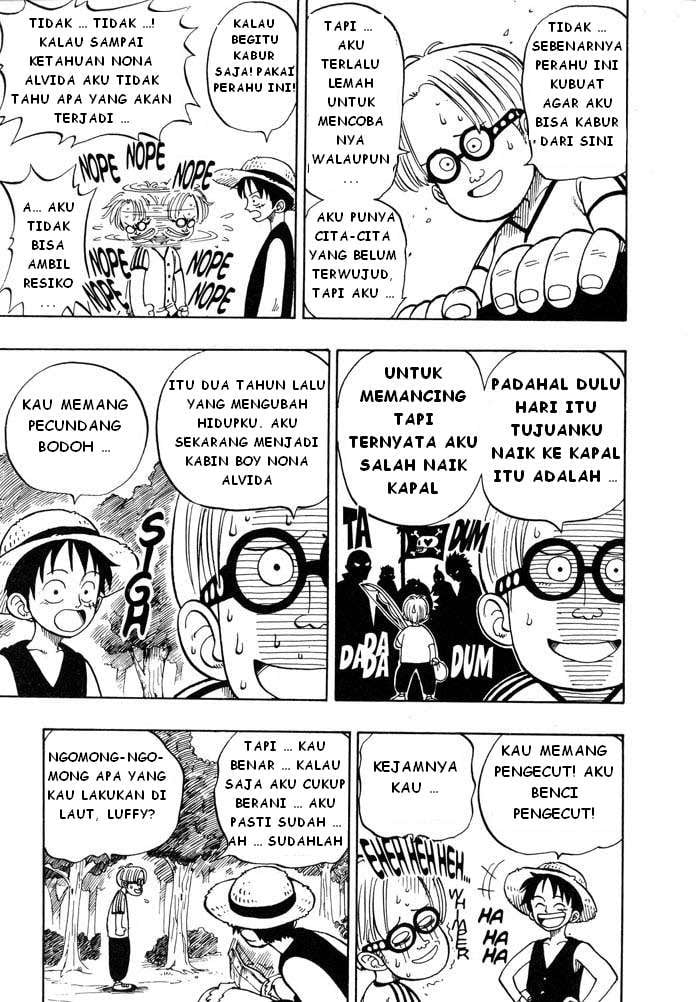 TIDAK ...
SEBENARNYA
PERAHU INI
KUBUAT
AGAR AKU
BISA KABUR
DARI SINI
TAPI ...
AKU
TERLALU
LEMAH
UNTUK
MENCOBA
NYA
WALAUPUN
...
AKU PUNYA
CITA-CITA
YANG BELUM
TERWUJUD,
TAPI AKU ...
KALAU
BEGITU
KABUR
SAJA! PAKAI
PERAHU INI!
TIDAK ... TIDAK ...!
KALAU SAMPAI
KETAHUAN NONA
ALVIDA AKU TIDAK
TAHU APA YANG AKAN
TERJADI ...
NOPE NOPE NOPE
NOPE
NOPE
NOPE
NOPE
A... AKU
TIDAK
BISA
AMBIL
RESIKO
...
PADAHAL DULU
HARI ITU
TUJUANKU
NAIK KE KAPAL
ITU ADALAH ...
UNTUK
MEMANCING
TAPI
TERNYATA AKU
SALAH NAIK
KAPAL
TA
DUM
DADADA
DUM
ITU DUA TAHUN LALU
YANG MENGUBAH
HIDUPKU. AKU
SEKARANG MENJADI
KABIN BOY NONA
ALVIDA
SIGH
KAU MEMANG
PECUNDANG
BODOH ...
KAU MEMANG
PENGECUT! AKU
BENCI
PENGECUT!
HA
HA
HA
KEJAMNYA
KAU ...
EHEH HEH HEH...
WHIMER
TAPI ... KAU
BENAR ... KALAU
SAJA AKU CUKUP
BERANI ... AKU
PASTI SUDAH ...
AH ... SUDAHLAH
NGOMONG-NGO-
MONG APA YANG
KAU LAKUKAN DI
LAUT, LUFFY?